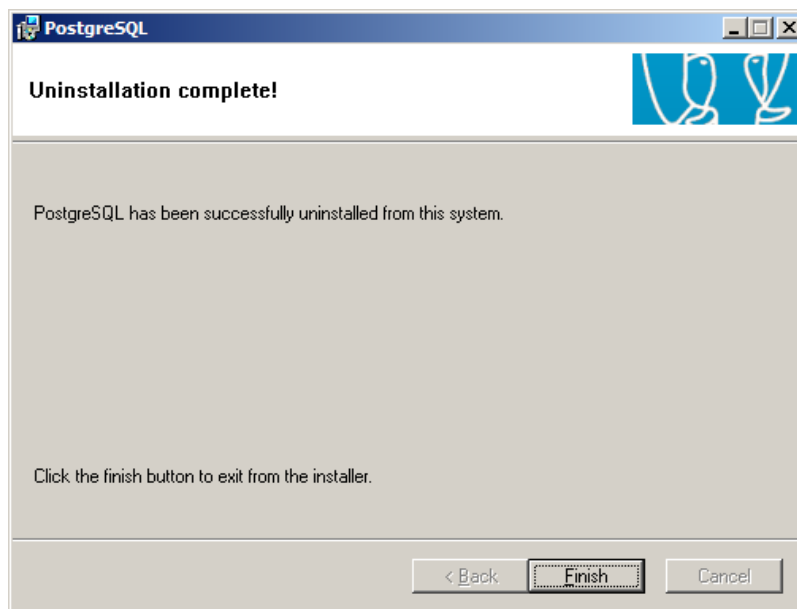 PostgreSQL
Uninstallation complete!
PostgreSQL has been successfully uninstalled from this system.
Click the finish button to exit from the installer.
< Back
Finish
Cancel